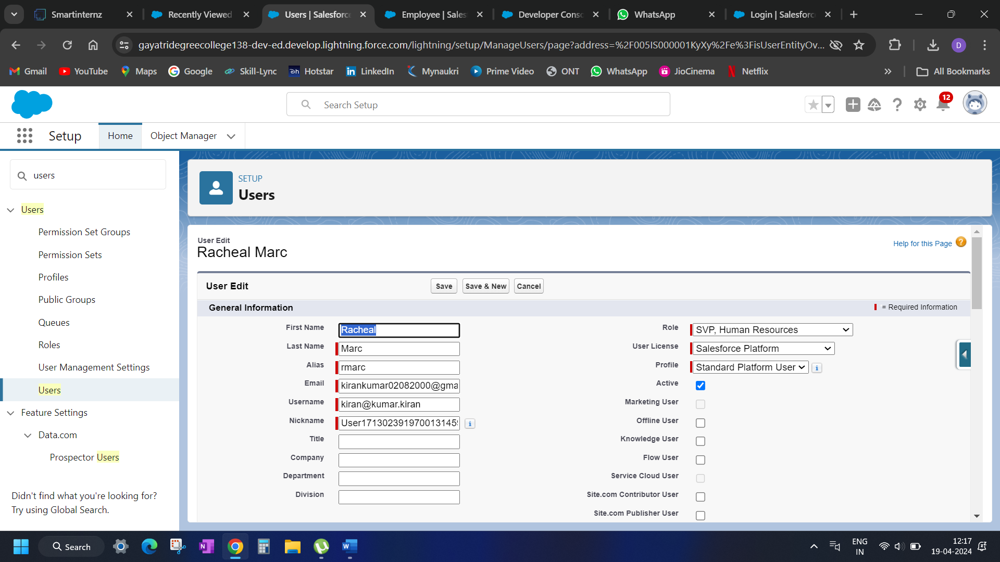 Smartinternz
Recently Viewed
Users | Salesforce
Employee | Sales
Developer Conso
WhatsApp
Login | Salesforc
gayatridegreecollege138-dev-ed.develop.lightning.force.com/lightning/setup/ManageUsers/page?address=%2F005IS000001KyXy%2Fe%3FisUserEntityOv...
D
Gmail
YouTube
Maps
Google
Skill-Lync
Hotstar
LinkedIn
Mynaukri
Prime Video
ONT
WhatsApp
JioCinema
Netflix
All Bookmarks
Search Setup
12
Setup
Home
Object Manager
users
Users
Permission Set Groups
Permission Sets
Profiles
Public Groups
Queues
Roles
User Management Settings
Users
Feature Settings
Data.com
Prospector Users
Didn't find what you're looking for?
Try using Global Search.
SETUP
Users
User Edit
Racheal Marc
Help for this Page
User Edit
Save
Save & New
Cancel
General Information
= Required Information
First Name Racheal
Last Name Marc
Alias rmarc
Email kirankumar02082000@gma
Username kiran@kumar.kiran
Nickname User171302391970013145
Title
Company
Department
Division
Role SVP, Human Resources
User License Salesforce Platform
Profile Standard Platform User
Active
Marketing User
Offline User
Knowledge User
Flow User
Service Cloud User
Site.com Contributor User
Site.com Publisher User
Search
ENG
IN
12:17
19-04-2024